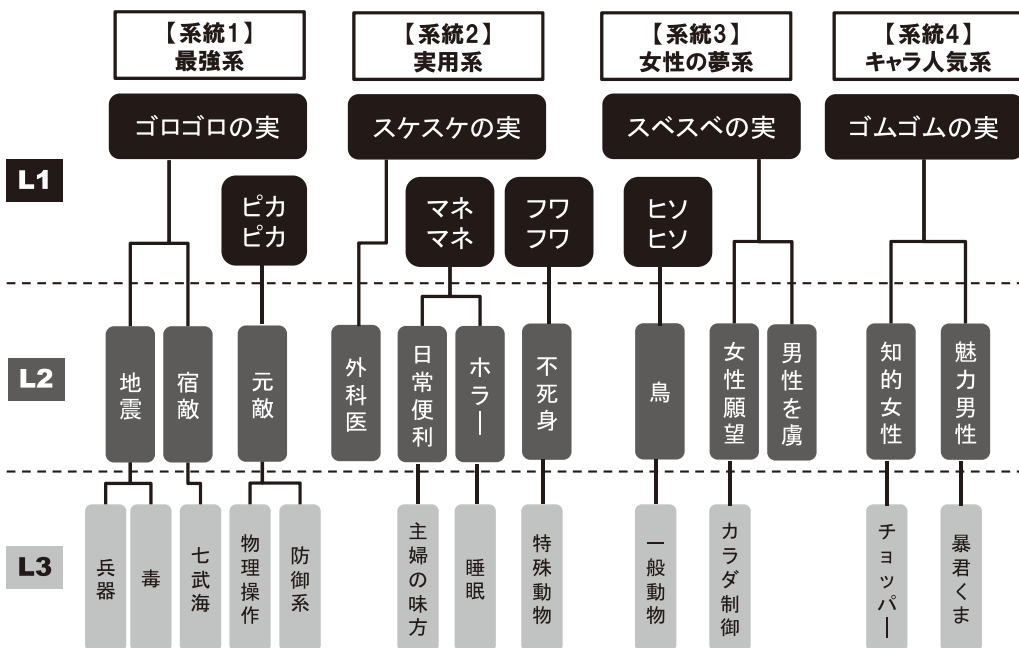 【系統1】
最強系
【系統2】
実用系
【系統3】
女性の夢系
【系統4】
キャラ人気系
ゴロゴロの実
スケスケの実
スベスベの実
ゴムゴムの実
L1
ピカ
ピカ
マネ
マネ
フワ
フワ
ヒソ
ヒソ
L2
地震
宿敵
元敵
外科医
日常便利
ホラー
不死身
鳥
女性願望
男性を虜
知的女性
魅力男性
L3
兵器
毒
七武海
物理操作
防御系
主婦の味方
睡眠
特殊動物
一般動物
カラダ制御
チョッパー
暴君くま